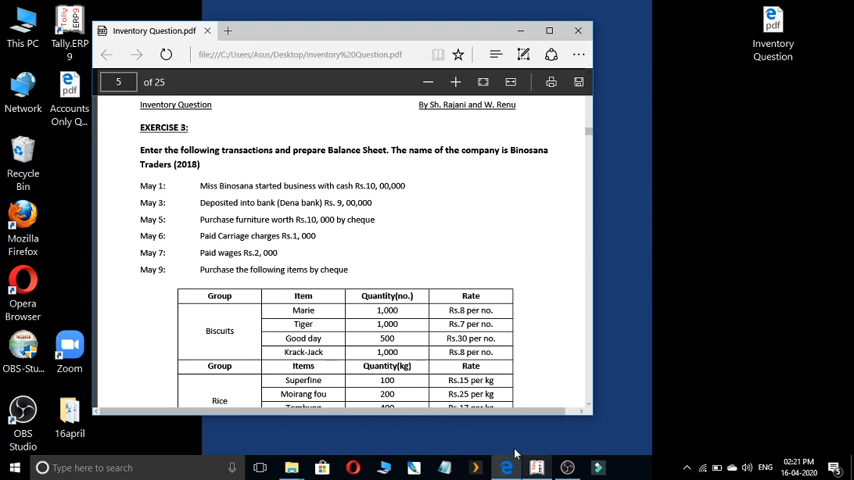 This PC
Tally.ERP 9
Network
Accounts Only Q...
Recycle Bin
Mozilla Firefox
Opera Browser
OBS-Stu...
Zoom
OBS Studio
16april
Inventory Question
Inventory Question.pdf
file:///C:/Users/Asus/Desktop/Inventory%20Question.pdf
5 of 25
Inventory Question By Sh. Rajani and W. Renu
EXERCISE 3:
Enter the following transactions and prepare Balance Sheet. The name of the company is Binosana
Traders (2018)
May 1: Miss Binosana started business with cash Rs.10, 00,000
May 3: Deposited into bank (Dena bank) Rs. 9, 00,000
May 5: Purchase furniture worth Rs.10, 000 by cheque
May 6: Paid Carriage charges Rs.1, 000
May 7: Paid wages Rs.2, 000
May 9: Purchase the following items by cheque
Group Item Quantity(no.) Rate
Biscuits
Marie 1,000 Rs.8 per no.
Tiger 1,000 Rs.7 per no.
Good day 500 Rs.30 per no.
Krack-Jack 1,000 Rs.8 per no.
Group Items Quantity(kg) Rate
Rice
Superfine 100 Rs.15 per kg
Moirang fou 200 Rs.25 per kg
Type here to search
ENG
02:21 PM
16-04-2020